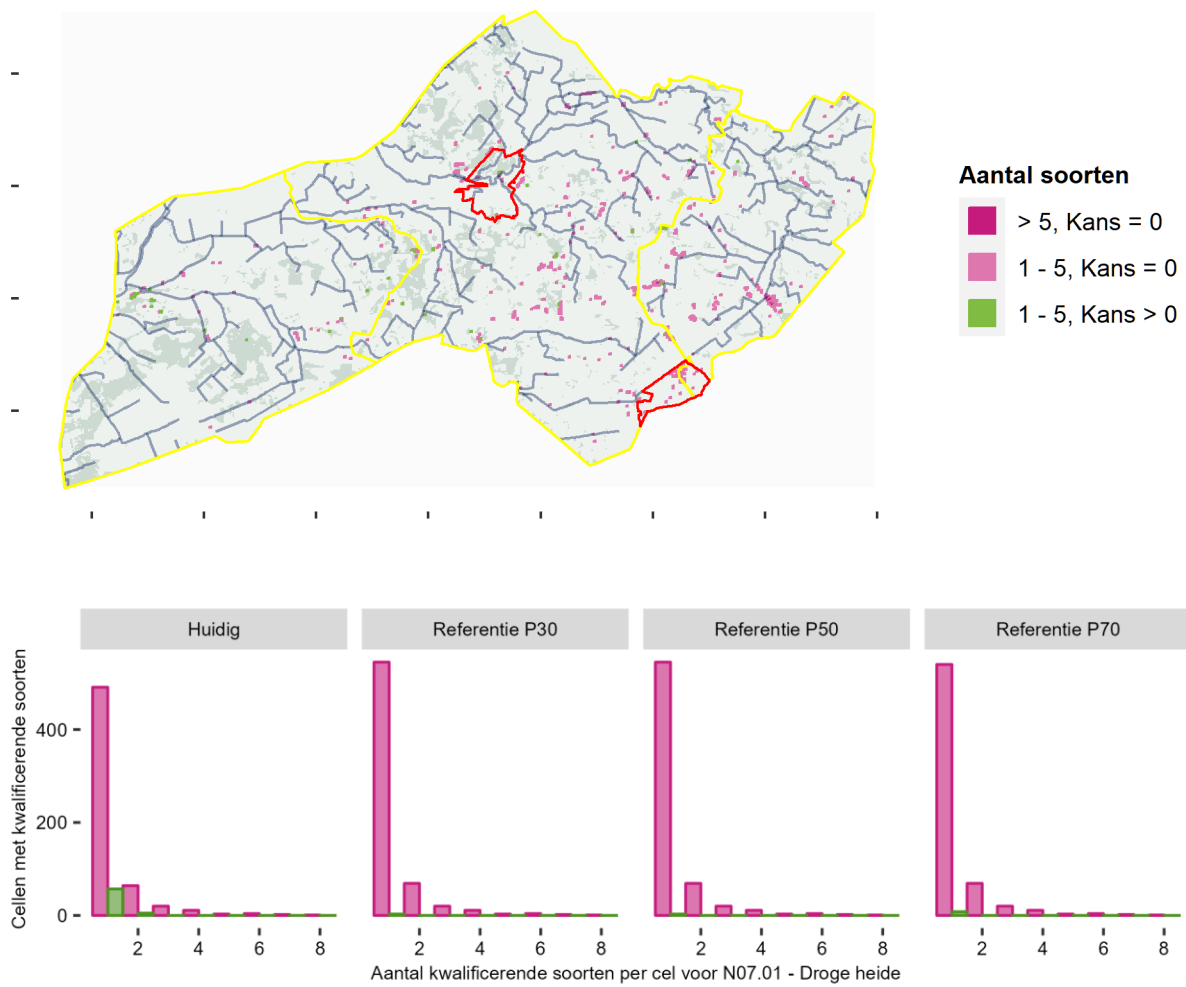 Aantal soorten
> 5, Kans = 0
1 - 5, Kans = 0
1 - 5, Kans > 0
Huidig
Referentie P30
Referentie P50
Referentie P70
Cellen met kwalificerende soorten
400
200
0
2 4 6 8
2 4 6 8
2 4 6 8
2 4 6 8
Aantal kwalificerende soorten per cel voor N07.01 - Droge heide